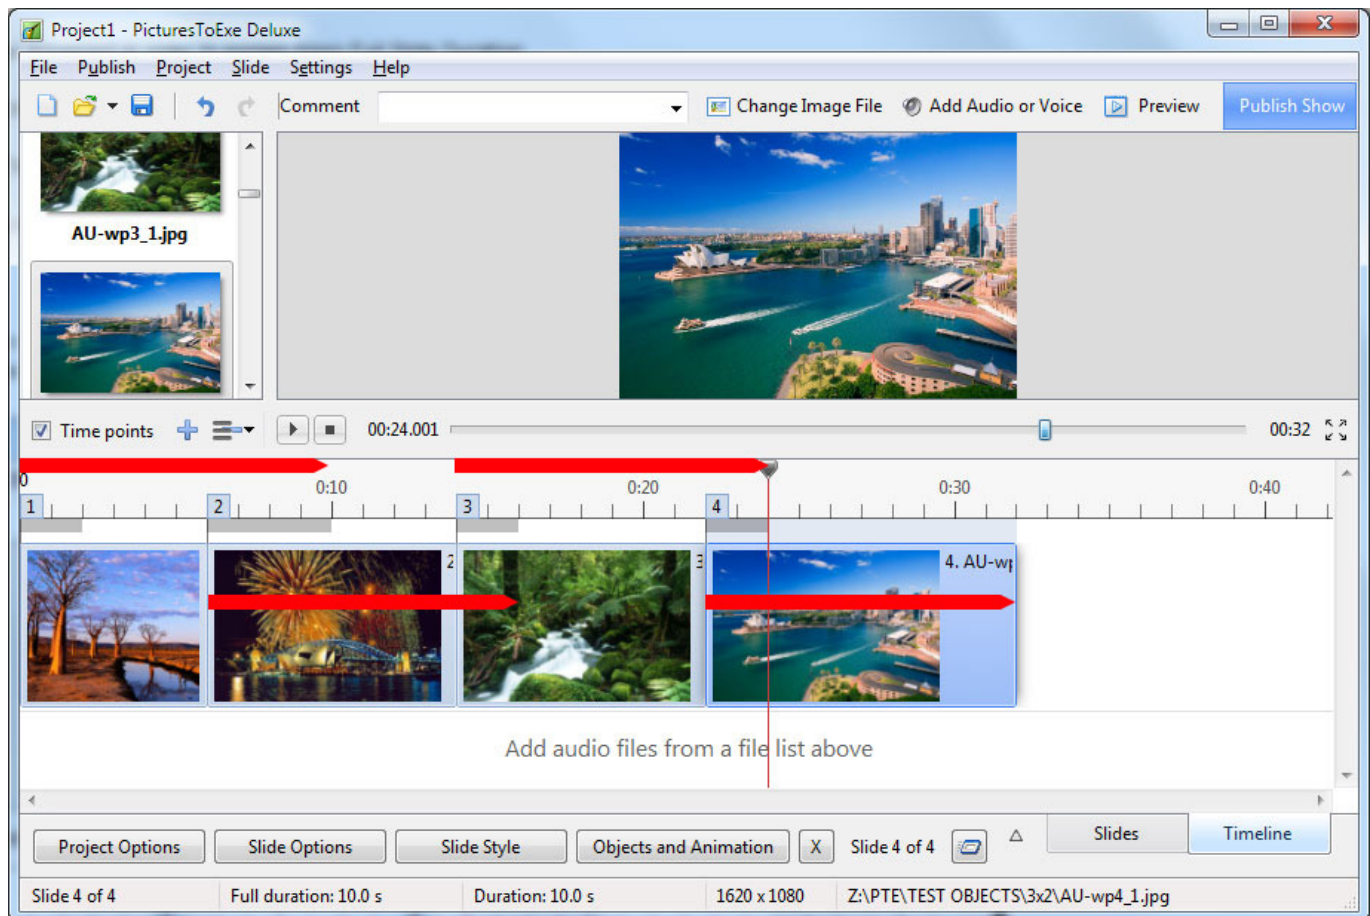 Project1 - PicturesToExe Deluxe
File Publish Project Slide Settings Help
Comment Change Image File Add Audio or Voice Preview Publish Show
AU-wp3_1.jpg
Time points 00:24.001 00:32
0 0:10 0:20 0:30 0:40
1 2 3 4
2 3 4. AU-wp
Add audio files from a file list above
Project Options Slide Options Slide Style Objects and Animation X Slide 4 of 4 Slides Timeline
Slide 4 of 4 Full duration: 10.0 s Duration: 10.0 s 1620 x 1080 Z:\PTE\TEST OBJECTS\3x2\AU-wp4_1.jpg